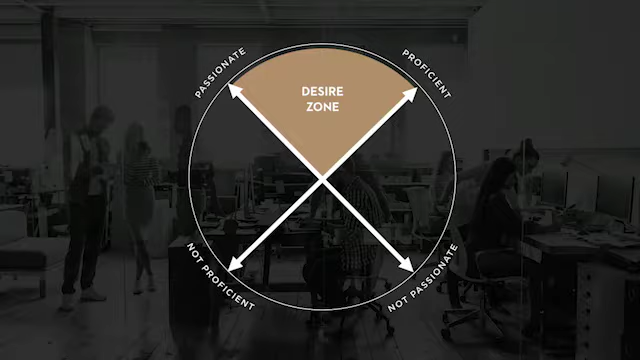 PASSIONATE
PROFICIENT
DESIRE
ZONE
NOT PROFICIENT
NOT PASSIONATE